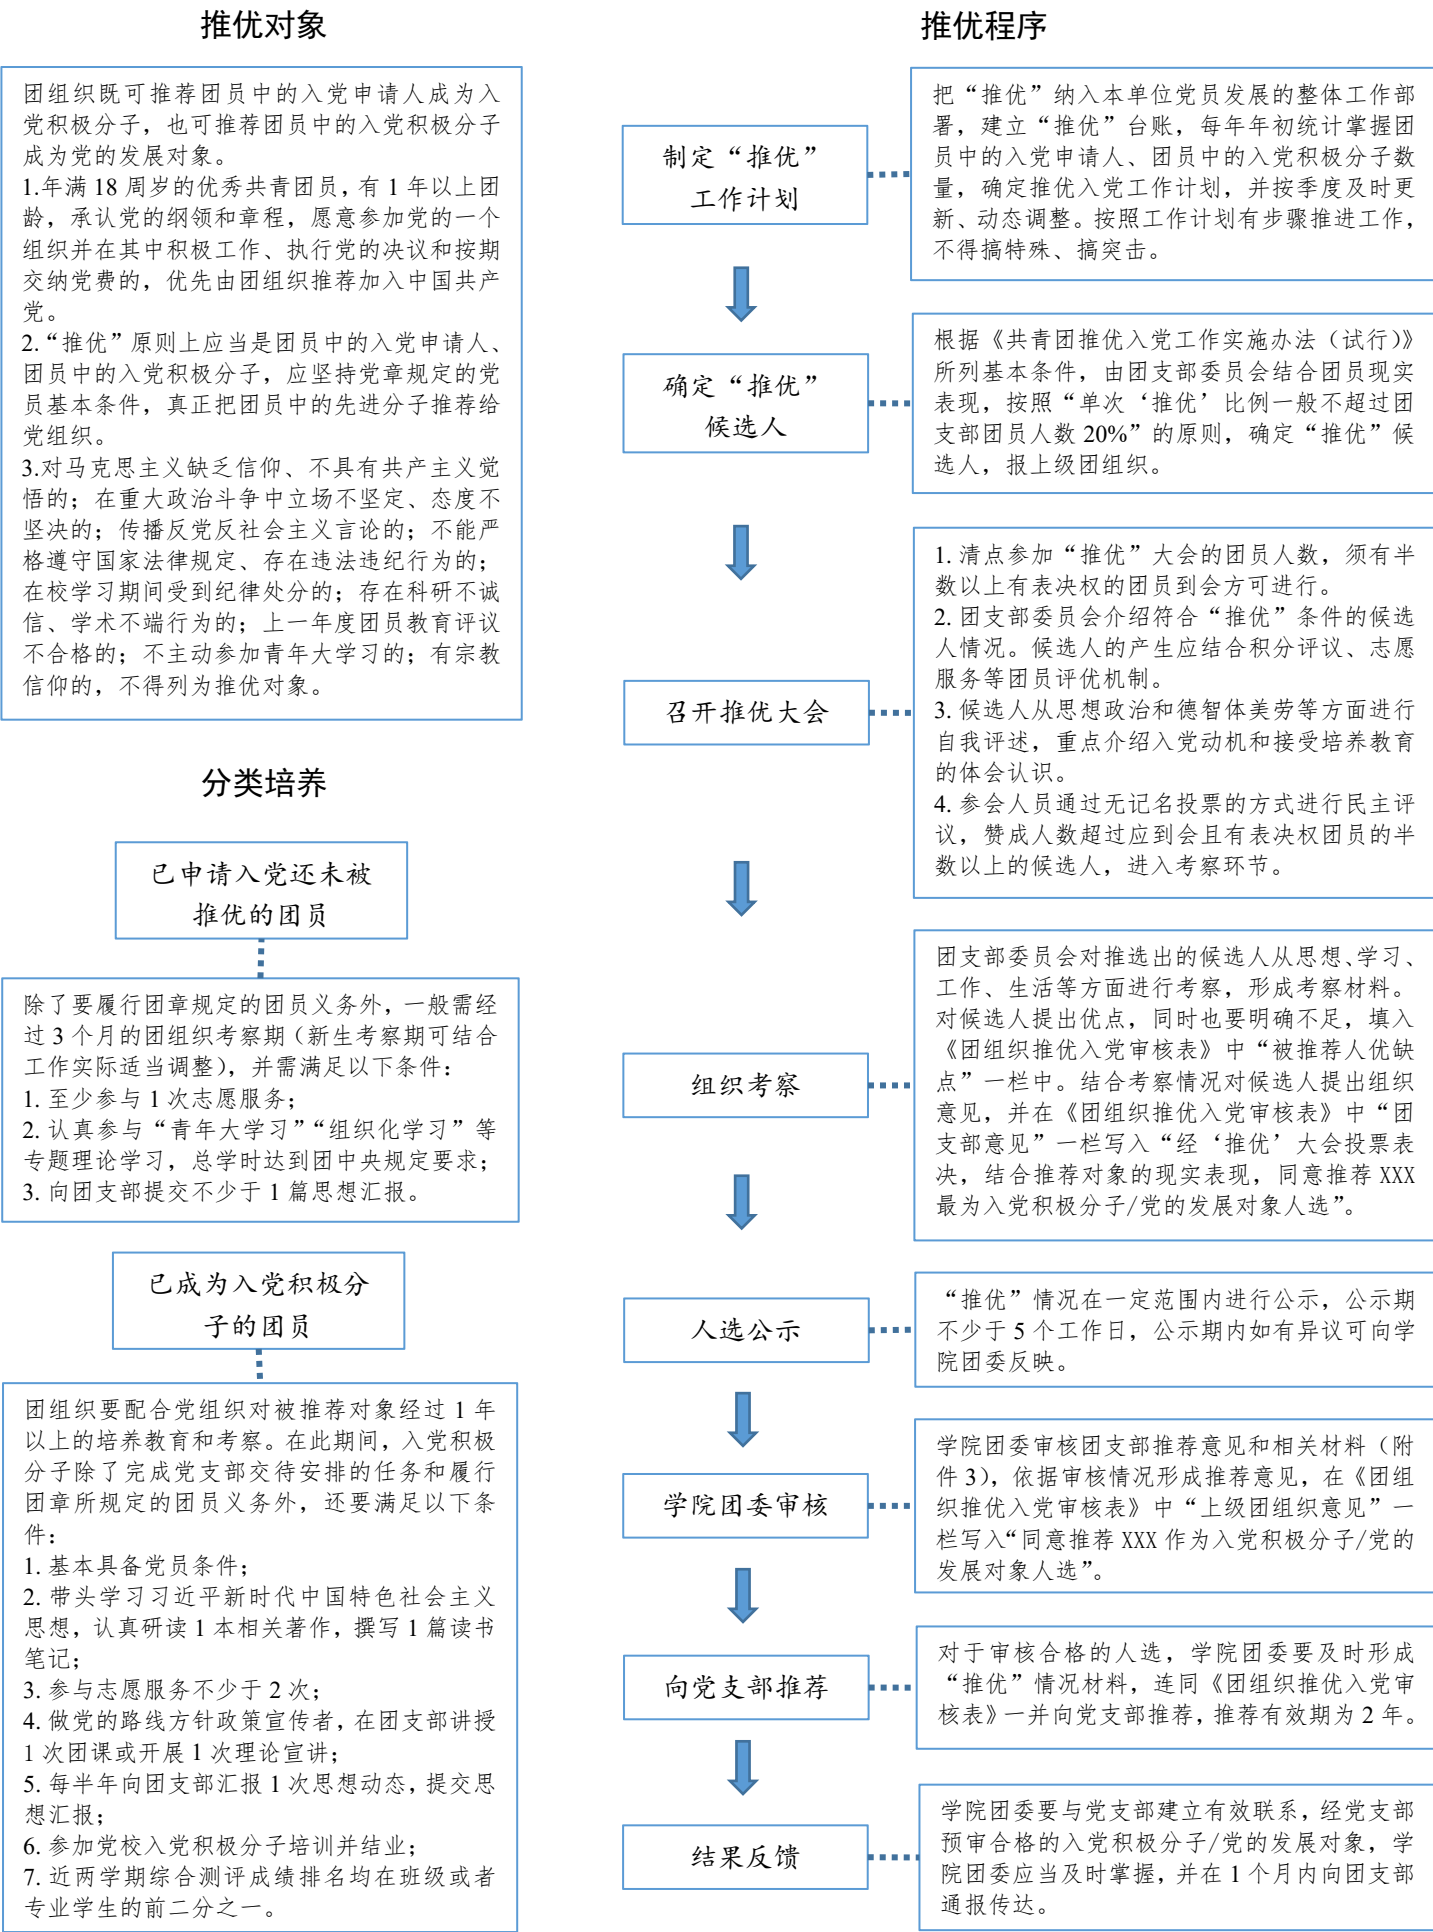 推优对象
团组织既可推荐团员中的入党申请人成为入
党积极分子，也可推荐团员中的入党积极分子
成为党的发展对象。
1.年满 18 周岁的优秀共青团员，有 1 年以上团
龄，承认党的纲领和章程，愿意参加党的一个
组织并在其中积极工作、执行党的决议和按期
交纳党费的，优先由团组织推荐加入中国共产
党。
2.“推优”原则上应当是团员中的入党申请人、
团员中的入党积极分子，应坚持党章规定的党
员基本条件，真正把团员中的先进分子推荐给
党组织。
3.对马克思主义缺乏信仰、不具有共产主义觉
悟的；在重大政治斗争中立场不坚定、态度不
坚决的；传播反党反社会主义言论的；不能严
格遵守国家法律规定、存在违法违纪行为的；
在校学习期间受到纪律处分的；存在科研不诚
信、学术不端行为的；上一年度团员教育评议
不合格的；不主动参加青年大学习的；有宗教
信仰的，不得列为推优对象。
分类培养
已申请入党还未被
推优的团员
除了要履行团章规定的团员义务外，一般需经
过 3 个月的团组织考察期（新生考察期可结合
工作实际适当调整），并需满足以下条件：
1. 至少参与 1 次志愿服务；
2. 认真参与“青年大学习”“组织化学习”等
专题理论学习，总学时达到团中央规定要求；
3. 向团支部提交不少于 1 篇思想汇报。
已成为入党积极分
子的团员
团组织要配合党组织对被推荐对象经过 1 年
以上的培养教育和考察。在此期间，入党积极
分子除了完成党支部交待安排的任务和履行
团章所规定的团员义务外，还要满足以下条
件：
1. 基本具备党员条件；
2. 带头学习习近平新时代中国特色社会主义
思想，认真研读 1 本相关著作，撰写 1 篇读书
笔记；
3. 参与志愿服务不少于 2 次；
4. 做党的路线方针政策宣传者，在团支部讲授
1 次团课或开展 1 次理论宣讲；
5. 每半年向团支部汇报 1 次思想动态，提交思
想汇报；
6. 参加党校入党积极分子培训并结业；
7. 近两学期综合测评成绩排名均在班级或者
专业学生的前二分之一。
推优程序
制定“推优”
工作计划
把“推优”纳入本单位党员发展的整体工作部
署，建立“推优”台账，每年年初统计掌握团
员中的入党申请人、团员中的入党积极分子数
量，确定推优入党工作计划，并按季度及时更
新、动态调整。按照工作计划有步骤推进工作，
不得搞特殊、搞突击。
确定“推优”
候选人
根据《共青团推优入党工作实施办法（试行）》
所列基本条件，由团支部委员会结合团员现实
表现，按照“单次‘推优’比例一般不超过团
支部团员人数 20%”的原则，确定“推优”候
选人，报上级团组织。
召开推优大会
1. 清点参加“推优”大会的团员人数，须有半
数以上有表决权的团员到会方可进行。
2. 团支部委员会介绍符合“推优”条件的候选
人情况。候选人的产生应结合积分评议、志愿
服务等团员评优机制。
3. 候选人从思想政治和德智体美劳等方面进行
自我评述，重点介绍入党动机和接受培养教育
的体会认识。
4. 参会人员通过无记名投票的方式进行民主评
议，赞成人数超过应到会且有表决权团员的半
数以上的候选人，进入考察环节。
组织考察
团支部委员会对推选出的候选人从思想、学习、
工作、生活等方面进行考察，形成考察材料。
对候选人提出优点，同时也要明确不足，填入
《团组织推优入党审核表》中“被推荐人优缺
点”一栏中。结合考察情况对候选人提出组织
意见，并在《团组织推优入党审核表》中“团
支部意见”一栏写入“经‘推优’大会投票表
决，结合推荐对象的现实表现，同意推荐 XXX
最为入党积极分子/党的发展对象人选”。
人选公示
“推优”情况在一定范围内进行公示，公示期
不少于 5 个工作日，公示期内如有异议可向学
院团委反映。
学院团委审核
学院团委审核团支部推荐意见和相关材料（附
件 3），依据审核情况形成推荐意见，在《团组
织推优入党审核表》中“上级团组织意见”一
栏写入“同意推荐 XXX 作为入党积极分子/党的
发展对象人选”。
向党支部推荐
对于审核合格的人选，学院团委要及时形成
“推优”情况材料，连同《团组织推优入党审
核表》一并向党支部推荐，推荐有效期为 2 年。
结果反馈
学院团委要与党支部建立有效联系，经党支部
预审合格的入党积极分子/党的发展对象，学
院团委应当及时掌握，并在 1 个月内向团支部
通报传达。